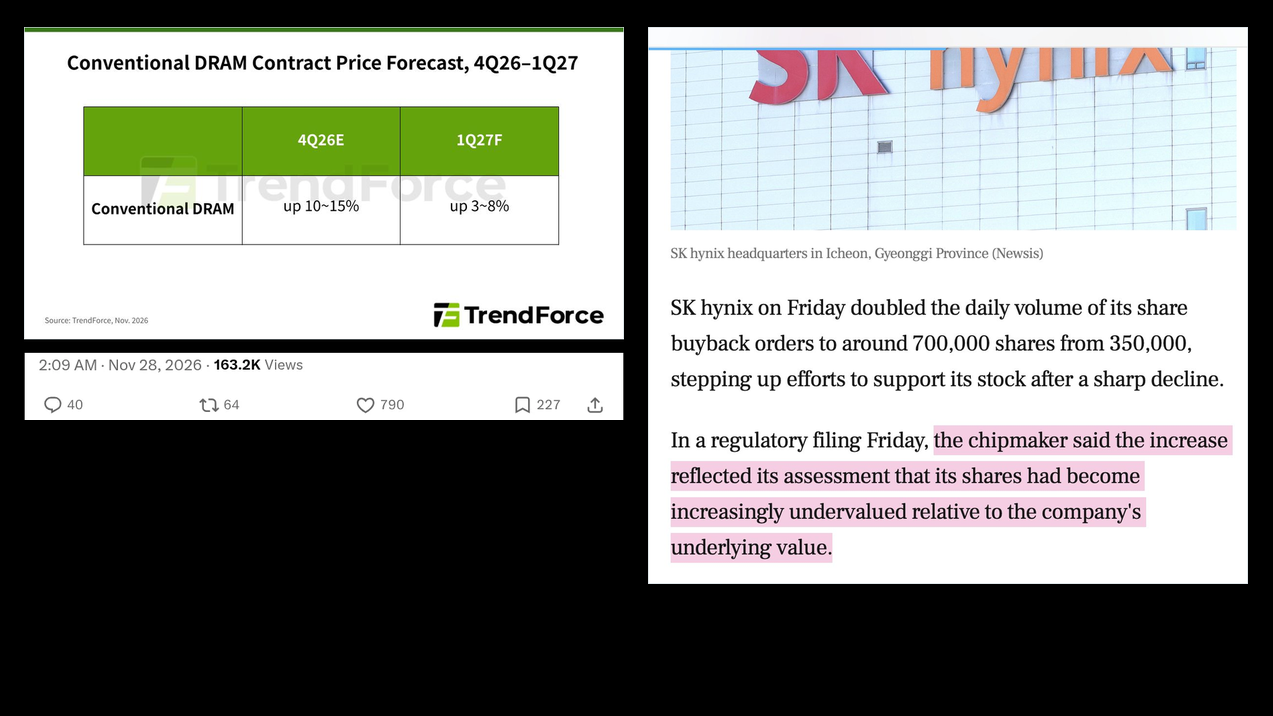 Conventional DRAM Contract Price Forecast, 4Q26–1Q27
4Q26E 1Q27F
TrendForce
Conventional DRAM up 10~15% up 3~8%
Source: TrendForce, Nov. 2026
TrendForce
2:09 AM · Nov 28, 2026 · 163.2K Views
40 64 790 227
SK hynix
SK hynix headquarters in Icheon, Gyeonggi Province (Newsis)
SK hynix on Friday doubled the daily volume of its share
buyback orders to around 700,000 shares from 350,000,
stepping up efforts to support its stock after a sharp decline.
In a regulatory filing Friday, the chipmaker said the increase
reflected its assessment that its shares had become
increasingly undervalued relative to the company's
underlying value.